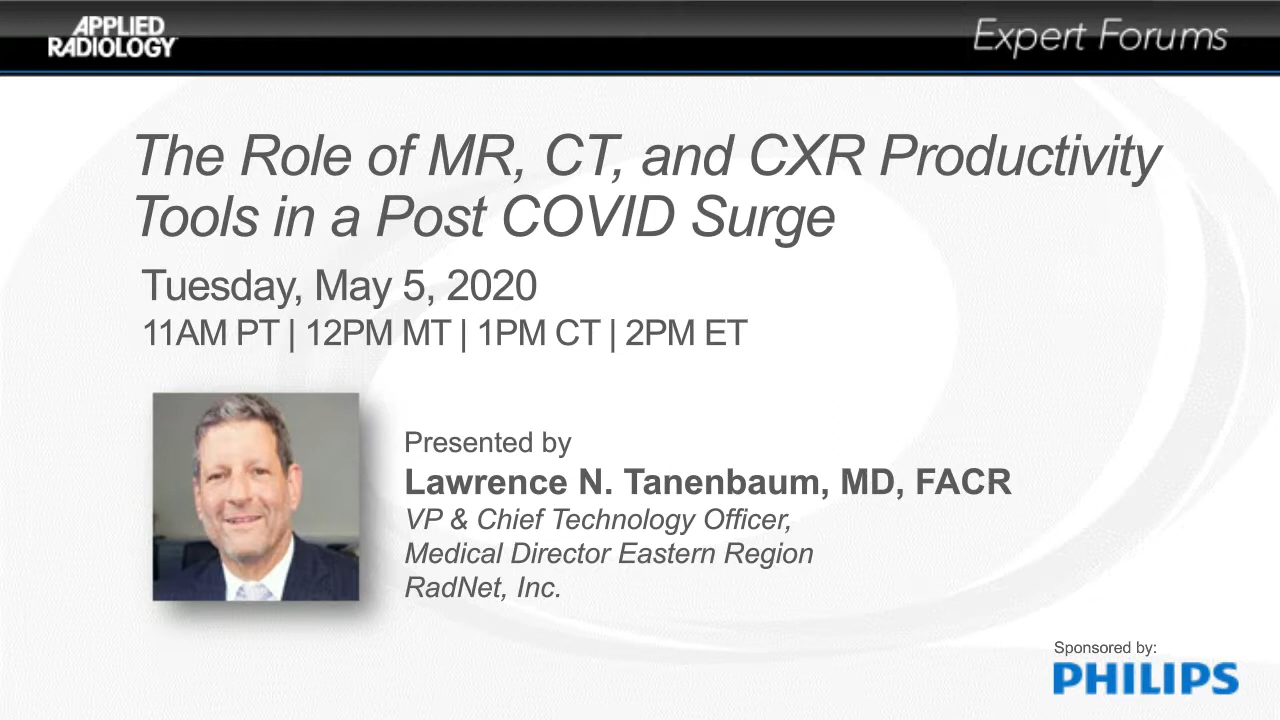 APPLIED
RADIOLOGY
Expert Forums
The Role of MR, CT, and CXR Productivity
Tools in a Post COVID Surge
Tuesday, May 5, 2020
11AM PT | 12PM MT | 1PM CT | 2PM ET
Presented by
Lawrence N. Tanenbaum, MD, FACR
VP & Chief Technology Officer,
Medical Director Eastern Region
RadNet, Inc.
Sponsored by:
PHILIPS